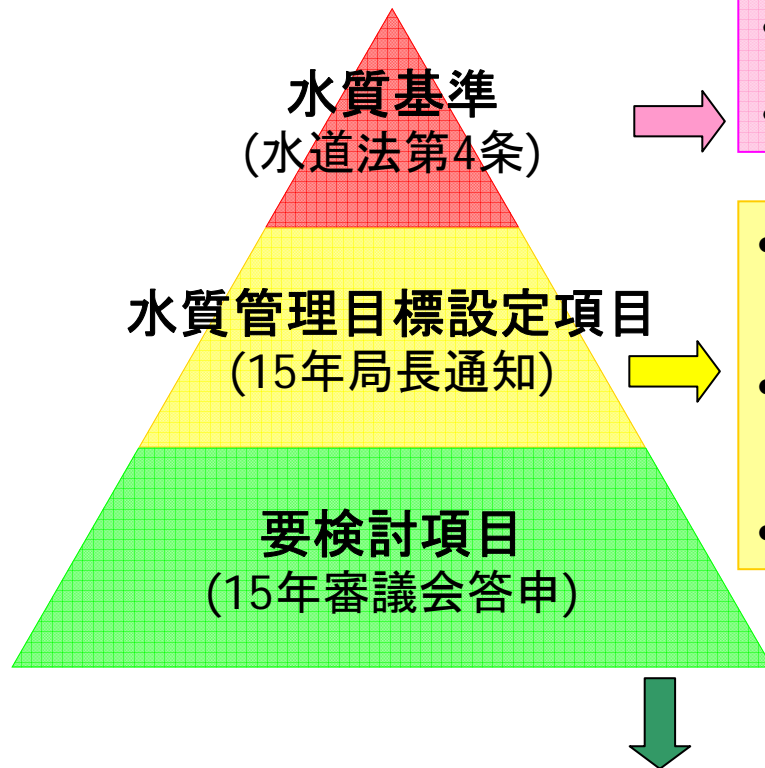 水質基準
(水道法第4条)
水質管理目標設定項目
(15年局長通知)
要検討項目
(15年審議会答申)